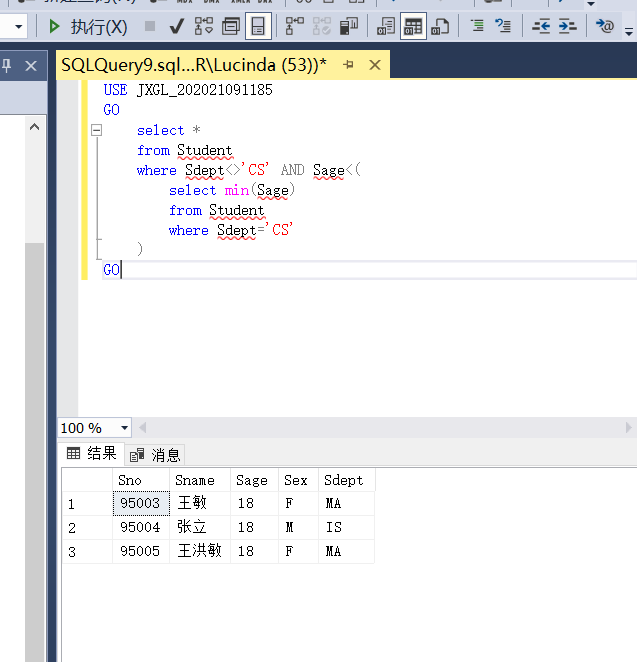 执行(X)
SQLQuery9.sql...R\Lucinda (53))*
USE JXGL_202021091185
GO
select *
from Student
where Sdept<>'CS' AND Sage<(
select min(Sage)
from Student
where Sdept='CS'
)
GO
100 %
结果 消息
Sno Sname Sage Sex Sdept
1 95003 王敏 18 F MA
2 95004 张立 18 M IS
3 95005 王洪敏 18 F MA